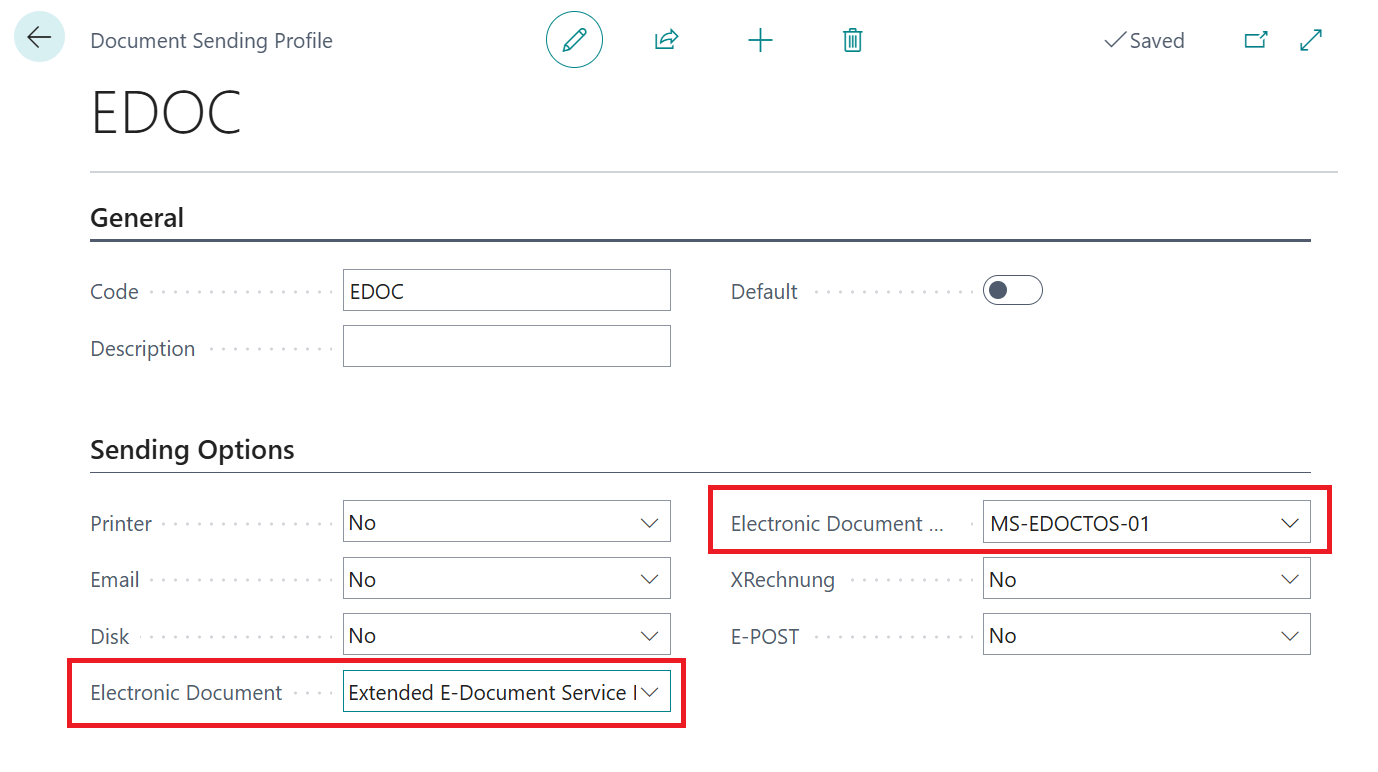 Document Sending Profile
Saved
EDOC
General
Code EDOC
Default
Description
Sending Options
Printer No
Electronic Document ... MS-EDOCTOS-01
Email No
XRechnung No
Disk No
E-POST No
Electronic Document Extended E-Document Service